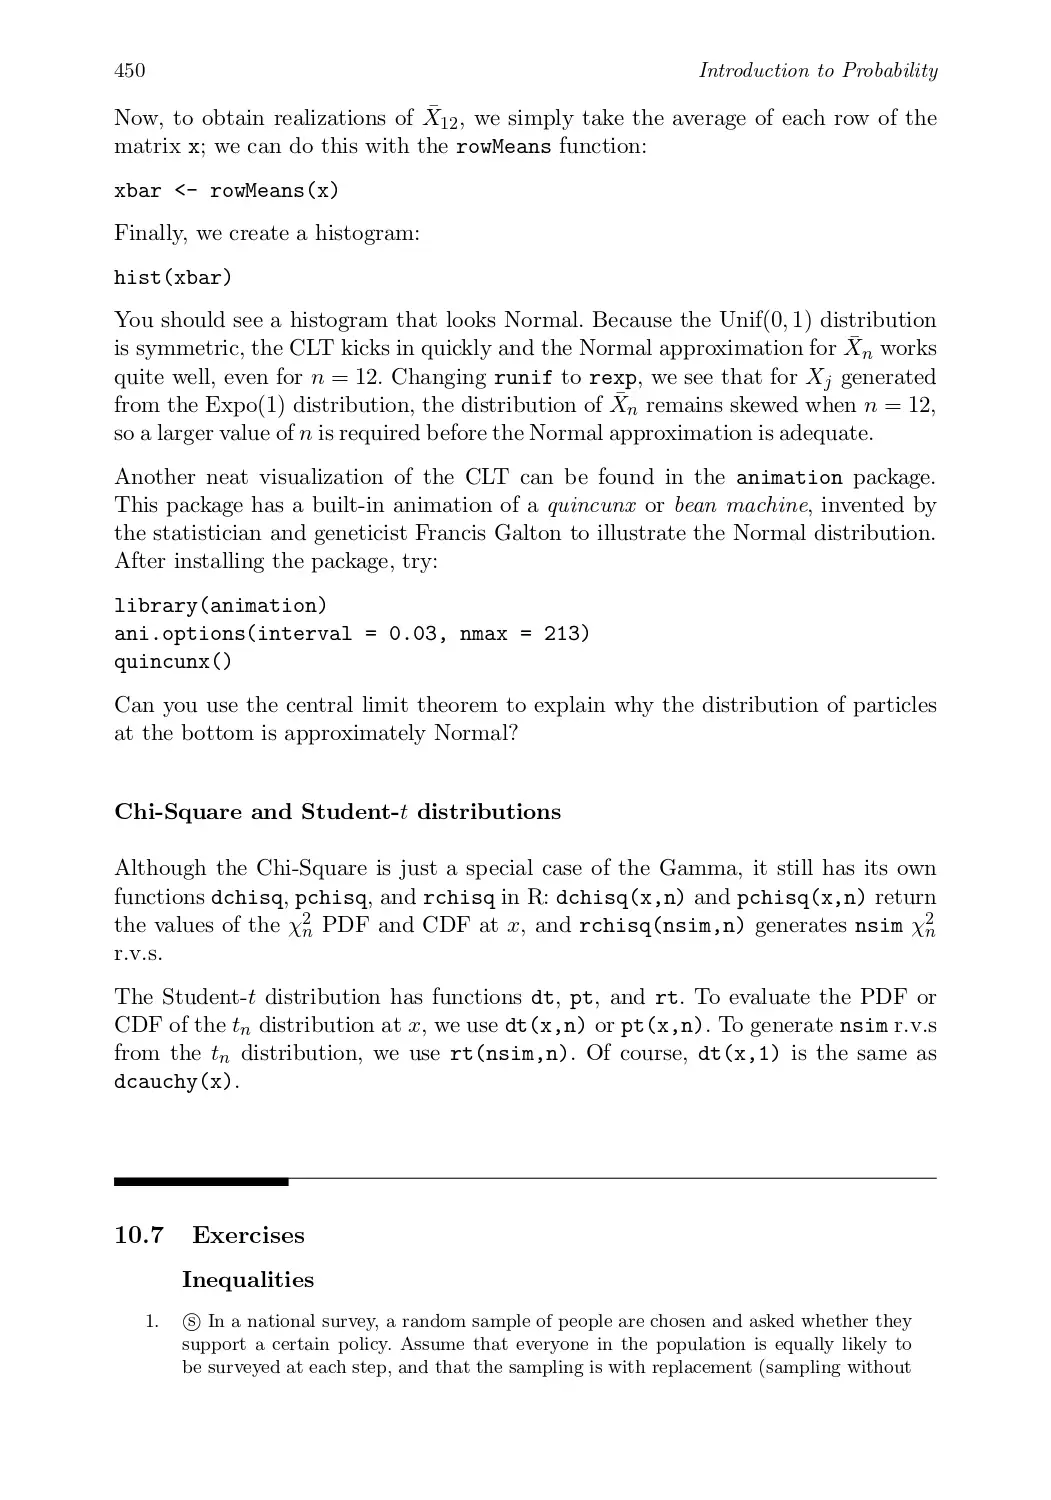 450 Introduction to Probability
Now, to obtain realizations of X̄₁₂, we simply take the average of each row of the
matrix x; we can do this with the rowMeans function:
xbar <- rowMeans(x)
Finally, we create a histogram:
hist(xbar)
You should see a histogram that looks Normal. Because the Unif(0, 1) distribution
is symmetric, the CLT kicks in quickly and the Normal approximation for X̄ₙ works
quite well, even for n = 12. Changing runif to rexp, we see that for Xⱼ generated
from the Expo(1) distribution, the distribution of X̄ₙ remains skewed when n = 12,
so a larger value of n is required before the Normal approximation is adequate.
Another neat visualization of the CLT can be found in the animation package.
This package has a built-in animation of a quincunx or bean machine, invented by
the statistician and geneticist Francis Galton to illustrate the Normal distribution.
After installing the package, try:
library(animation)
ani.options(interval = 0.03, nmax = 213)
quincunx()
Can you use the central limit theorem to explain why the distribution of particles
at the bottom is approximately Normal?
Chi-Square and Student-t distributions
Although the Chi-Square is just a special case of the Gamma, it still has its own
functions dchisq, pchisq, and rchisq in R: dchisq(x,n) and pchisq(x,n) return
the values of the χ²ₙ PDF and CDF at x, and rchisq(nsim,n) generates nsim χ²ₙ
r.v.s.
The Student-t distribution has functions dt, pt, and rt. To evaluate the PDF or
CDF of the tₙ distribution at x, we use dt(x,n) or pt(x,n). To generate nsim r.v.s
from the tₙ distribution, we use rt(nsim,n). Of course, dt(x,1) is the same as
dcauchy(x).
10.7 Exercises
Inequalities
1. ⓢ In a national survey, a random sample of people are chosen and asked whether they
support a certain policy. Assume that everyone in the population is equally likely to
be surveyed at each step, and that the sampling is with replacement (sampling without